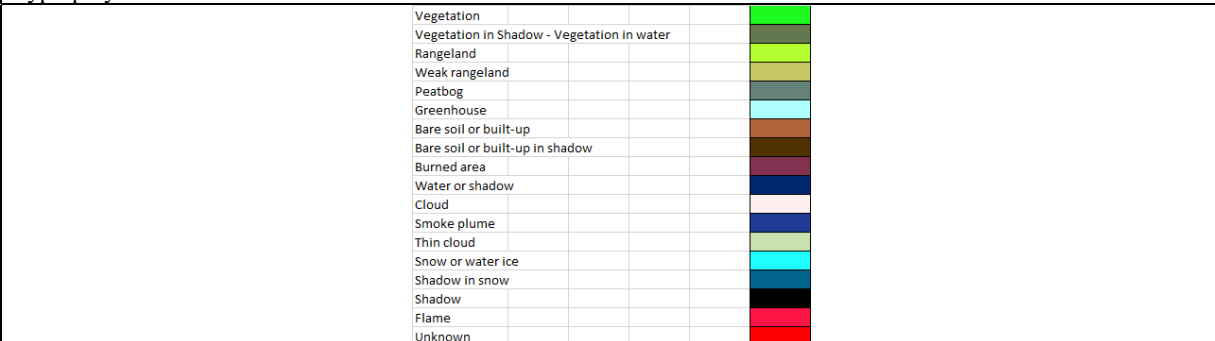 Vegetation
Vegetation in Shadow - Vegetation in water
Rangeland
Weak rangeland
Peatbog
Greenhouse
Bare soil or built-up
Bare soil or built-up in shadow
Burned area
Water or shadow
Cloud
Smoke plume
Thin cloud
Snow or water ice
Shadow in snow
Shadow
Flame
Unknown